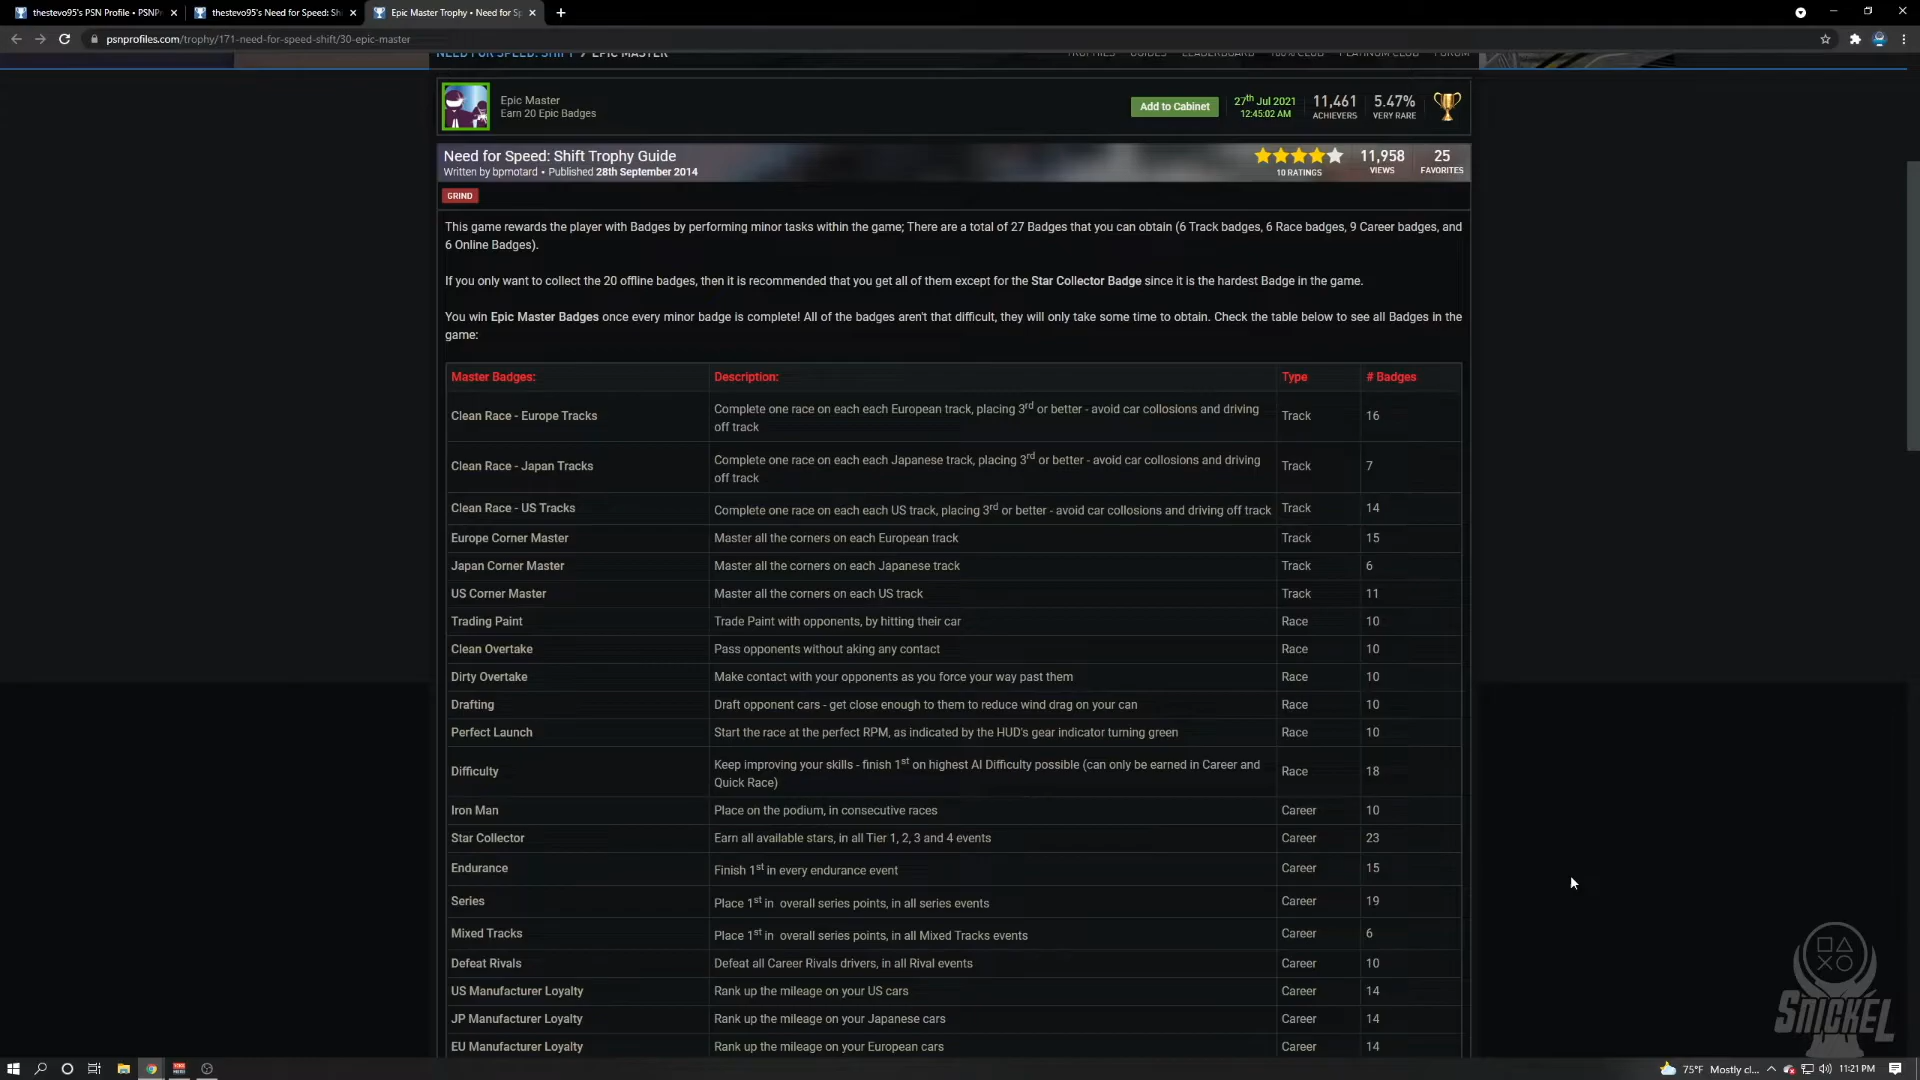 thestevo95's PSN Profile • PSNP
thestevo95's Need for Speed: Sh
Epic Master Trophy • Need for Sp
psnprofiles.com/trophy/171-need-for-speed-shift/30-epic-master
NEED FOR SPEED: SHIFT > EPIC MASTER
TROPHIES GUIDES LEADERBOARD 100% CLUB PLATINUM CLUB FORUM
Epic Master
Earn 20 Epic Badges
Add to Cabinet
27th Jul 2021
12:45:02 AM
11,461
ACHIEVERS
5.47%
VERY RARE
Need for Speed: Shift Trophy Guide
Written by bpmotard • Published 28th September 2014
10 RATINGS
11,958
VIEWS
25
FAVORITES
GRIND
This game rewards the player with Badges by performing minor tasks within the game; There are a total of 27 Badges that you can obtain (6 Track badges, 6 Race badges, 9 Career badges, and
6 Online Badges).
If you only want to collect the 20 offline badges, then it is recommended that you get all of them except for the Star Collector Badge since it is the hardest Badge in the game.
You win Epic Master Badges once every minor badge is complete! All of the badges aren't that difficult, they will only take some time to obtain. Check the table below to see all Badges in the
game:
Master Badges: Description: Type # Badges
Clean Race - Europe Tracks Complete one race on each each European track, placing 3rd or better - avoid car collosions and driving
off track Track 16
Clean Race - Japan Tracks Complete one race on each each Japanese track, placing 3rd or better - avoid car collosions and driving
off track Track 7
Clean Race - US Tracks Complete one race on each each US track, placing 3rd or better - avoid car collosions and driving off track Track 14
Europe Corner Master Master all the corners on each European track Track 15
Japan Corner Master Master all the corners on each Japanese track Track 6
US Corner Master Master all the corners on each US track Track 11
Trading Paint Trade Paint with opponents, by hitting their car Race 10
Clean Overtake Pass opponents without aking any contact Race 10
Dirty Overtake Make contact with your opponents as you force your way past them Race 10
Drafting Draft opponent cars - get close enough to them to reduce wind drag on your can Race 10
Perfect Launch Start the race at the perfect RPM, as indicated by the HUD's gear indicator turning green Race 10
Difficulty Keep improving your skills - finish 1st on highest AI Difficulty possible (can only be earned in Career and
Quick Race) Race 18
Iron Man Place on the podium, in consecutive races Career 10
Star Collector Earn all available stars, in all Tier 1, 2, 3 and 4 events Career 23
Endurance Finish 1st in every endurance event Career 15
Series Place 1st in overall series points, in all series events Career 19
Mixed Tracks Place 1st in overall series points, in all Mixed Tracks events Career 6
Defeat Rivals Defeat all Career Rivals drivers, in all Rival events Career 10
US Manufacturer Loyalty Rank up the mileage on your US cars Career 14
JP Manufacturer Loyalty Rank up the mileage on your Japanese cars Career 14
EU Manufacturer Loyalty Rank up the mileage on your European cars Career 14
SNICKEL
75°F Mostly cl... 11:21 PM